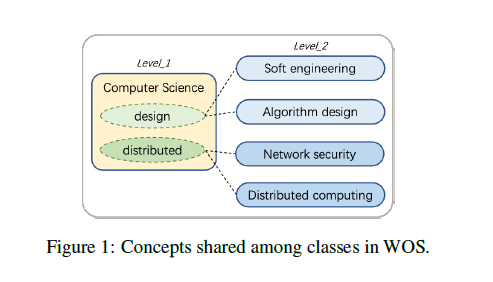 Level_1
Level_2
Computer Science
design
distributed
Soft engineering
Algorithm design
Network security
Distributed computing
Figure 1: Concepts shared among classes in WOS.